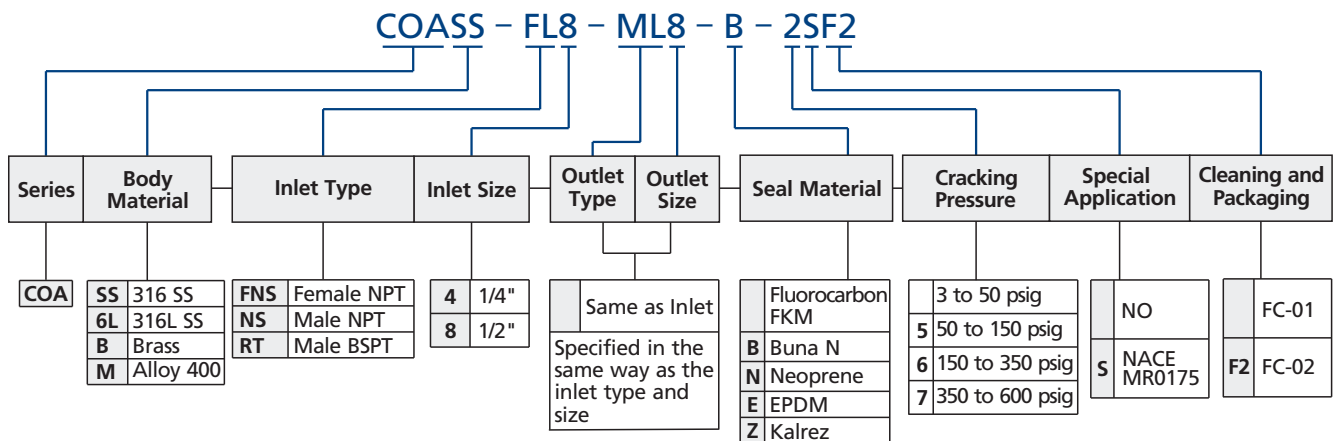 COASS – FL8 – ML8 – B – 2SF2
Series
Body
Material
Inlet Type
Inlet Size
Outlet
Type
Outlet
Size
Seal Material
Cracking
Pressure
Special
Application
Cleaning and
Packaging
COA
SS 316 SS
6L 316L SS
B Brass
M Alloy 400
FNS Female NPT
NS Male NPT
RT Male BSPT
4 1/4"
8 1/2"
Same as Inlet
Specified in the
same way as the
inlet type and
size
Fluorocarbon
FKM
B Buna N
N Neoprene
E EPDM
Z Kalrez
3 to 50 psig
5 50 to 150 psig
6 150 to 350 psig
7 350 to 600 psig
NO
S NACE
MR0175
FC-01
F2 FC-02